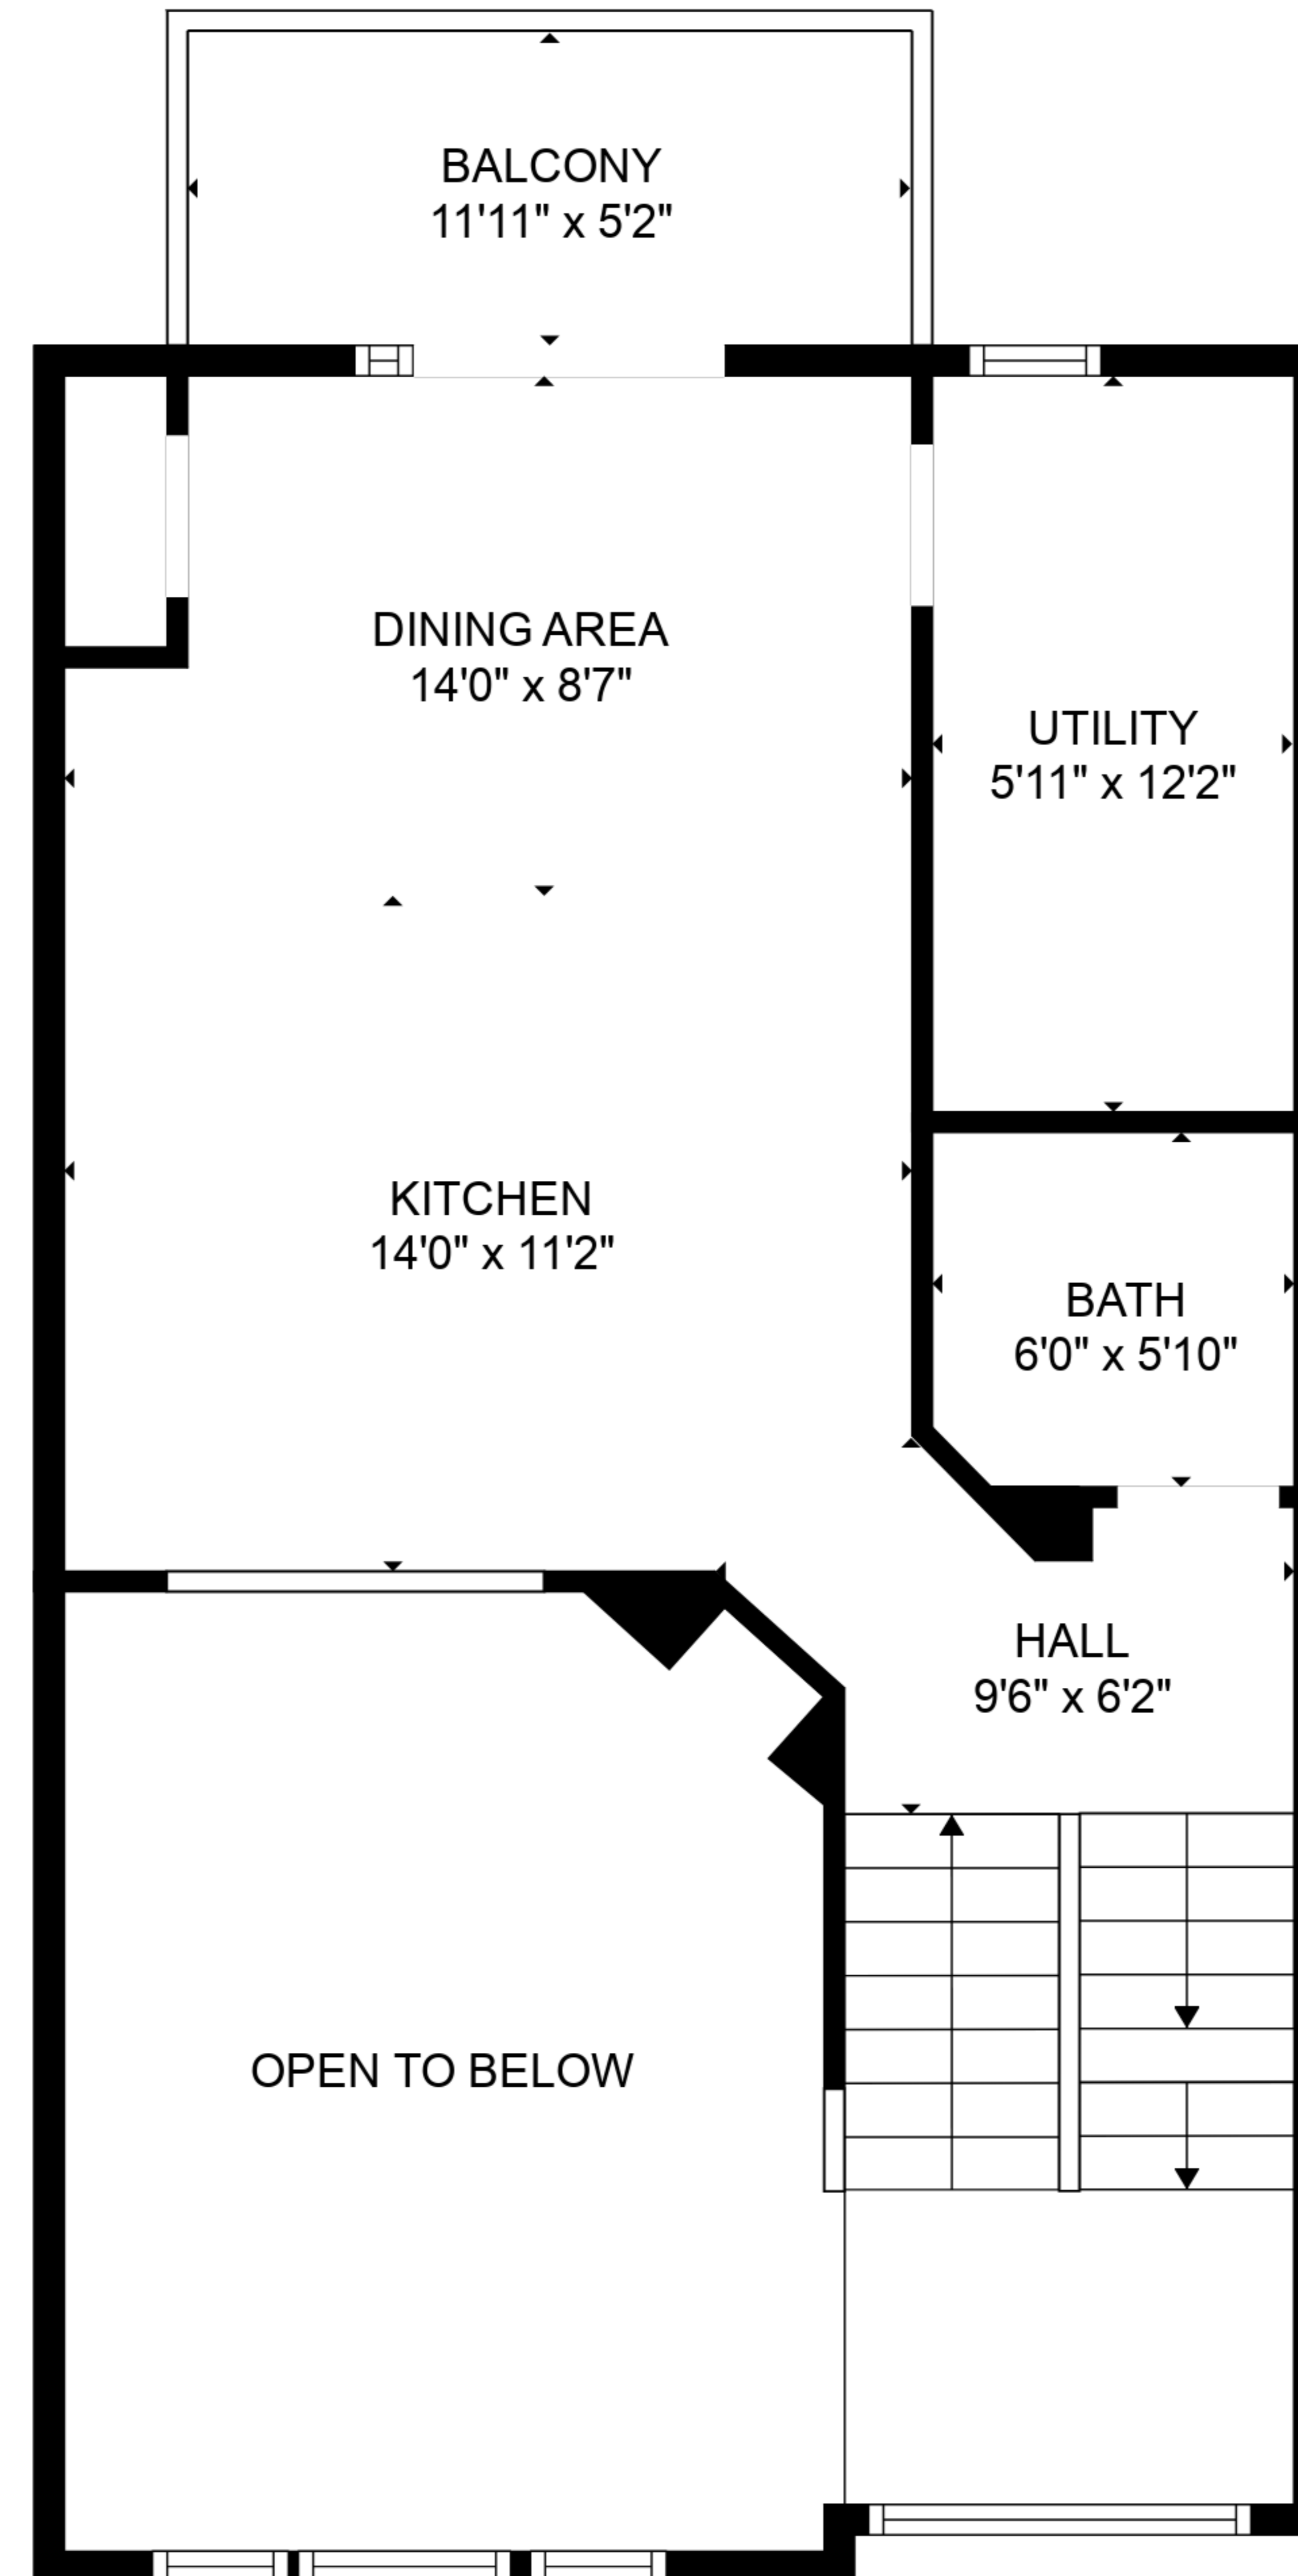 BALCONY
11'11" x 5'2"
DINING AREA
14'0" x 8'7"
UTILITY
5'11" x 12'2"
KITCHEN
14'0" x 11'2"
BATH
6'0" x 5'10"
HALL
9'6" x 6'2"
OPEN TO BELOW